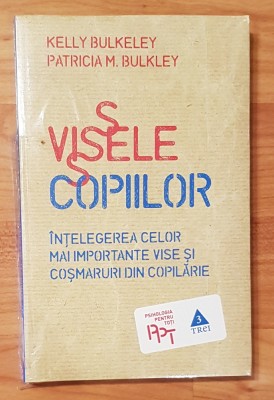 KELLY BULKELEY
PATRICIA M. BULKLEY
VISELE
COPIILOR
ÎNȚELEGEREA CELOR
MAI IMPORTANTE VISE ȘI
COȘMARURI DIN COPILĂRIE
PSIHOLOGIA
PENTRU
TOȚI
PPT
3
TREI